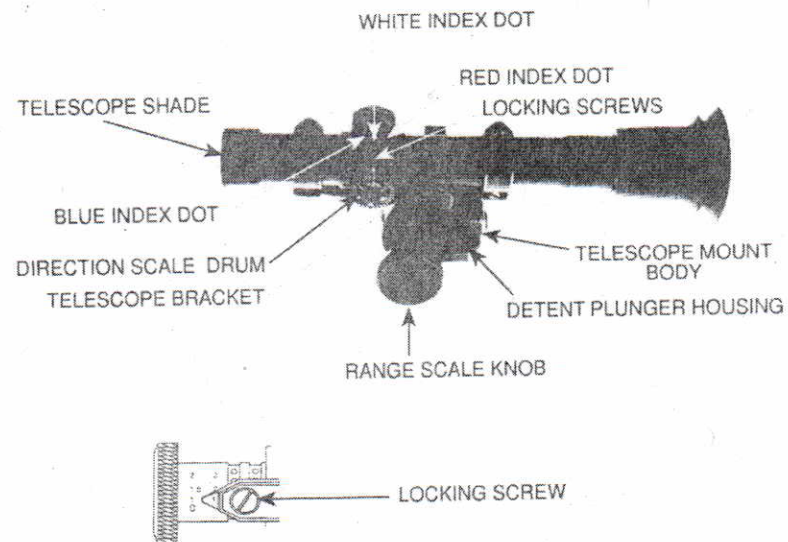 WHITE INDEX DOT
RED INDEX DOT
TELESCOPE SHADE
LOCKING SCREWS
BLUE INDEX DOT
DIRECTION SCALE DRUM
TELESCOPE BRACKET
TELESCOPE MOUNT
BODY
DETENT PLUNGER HOUSING
RANGE SCALE KNOB
LOCKING SCREW